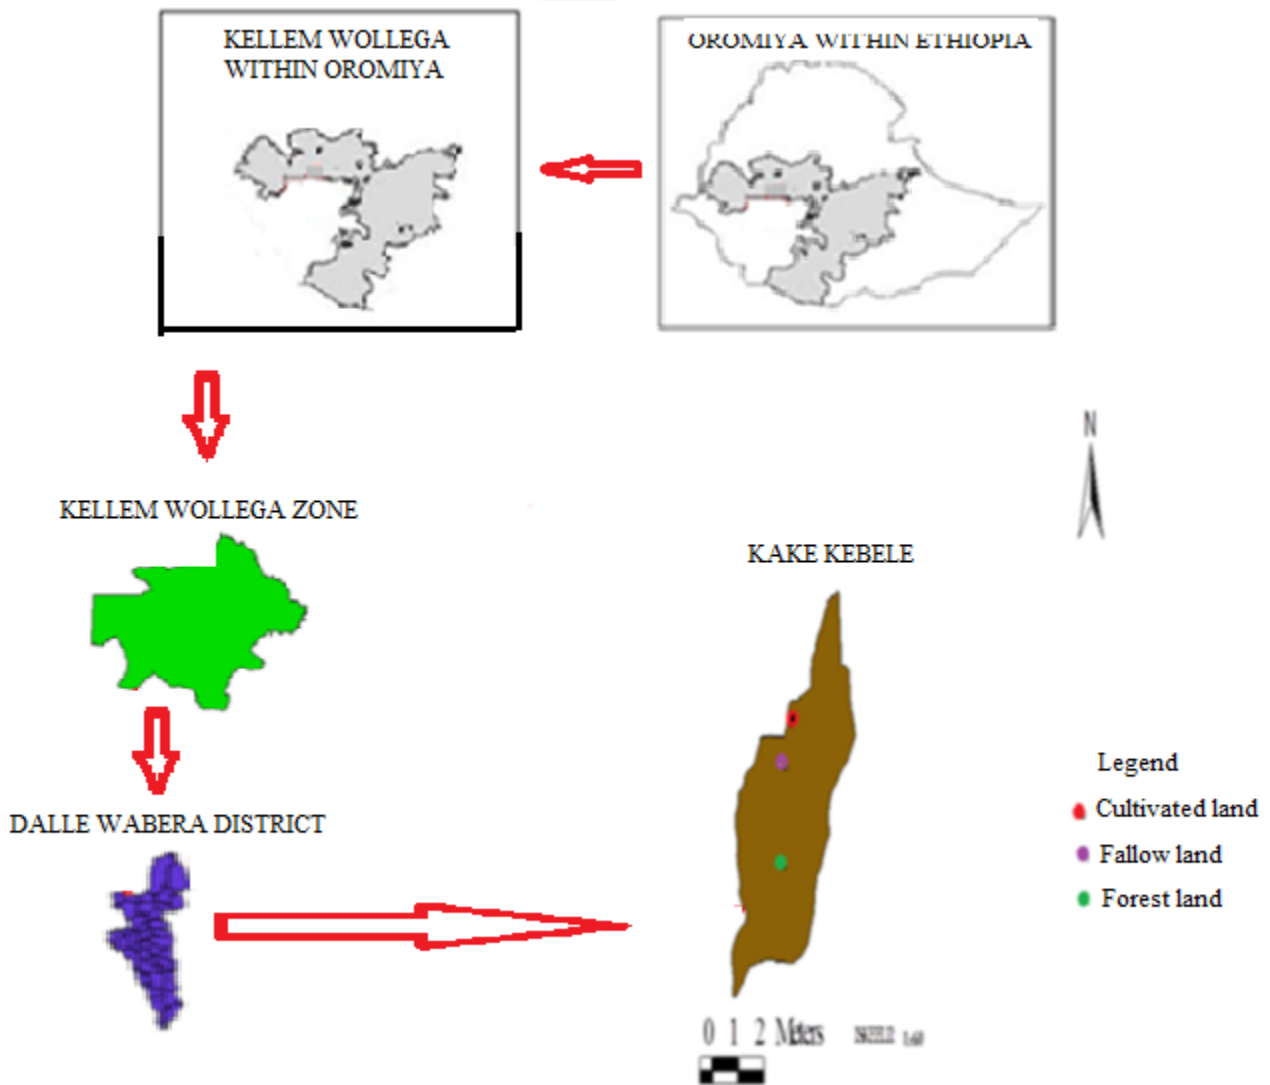 KELLEM WOLLEGA
WITHIN OROMIYA
OROMIYA WITHIN ETHIOPIA
N
KELLEM WOLLEGA ZONE
KAKE KEBELE
DALLE WABERA DISTRICT
Legend
Cultivated land
Fallow land
Forest land
0 1 2 Meters